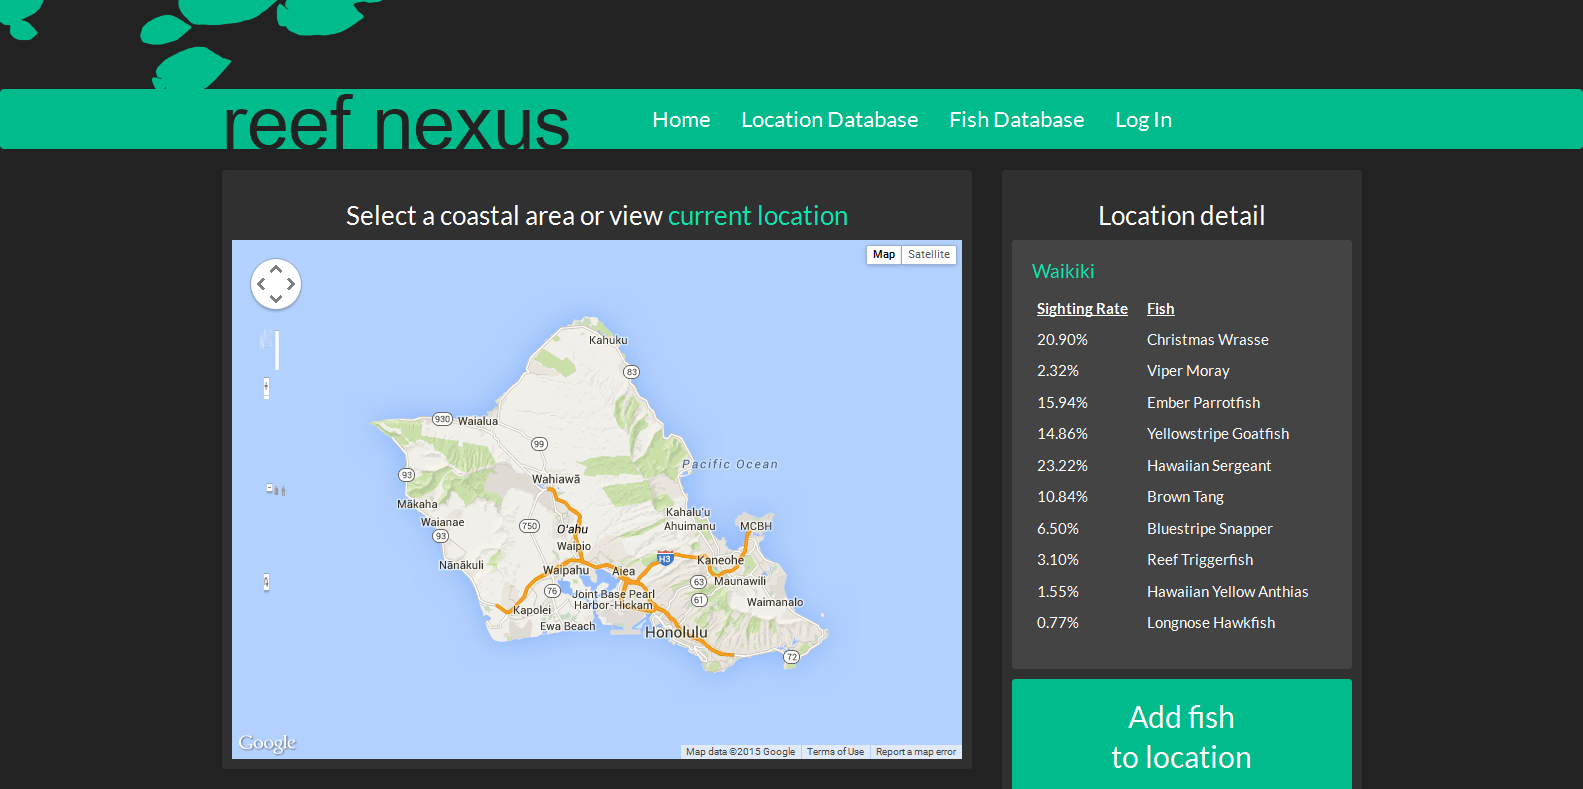 reef nexus
Home
Location Database
Fish Database
Log In
Select a coastal area or view current location
Map
Satellite
Kahuku
83
930
Waialua
99
Pacific Ocean
93
Wahiawā
Mākaha
Kahalu'u
Waianae
750
O'ahu
Ahuimanu
MCBH
93
Waipio
H3
Kaneohe
Nānākuli
Waipahu
Aiea
63
Maunawili
76
Joint Base Pearl
Harbor-Hickam
61
Waimanalo
Kapolei
Ewa Beach
Honolulu
72
Google
Map data ©2015 Google
Terms of Use
Report a map error
Location detail
Waikiki
Sighting Rate Fish
20.90% Christmas Wrasse
2.32% Viper Moray
15.94% Ember Parrotfish
14.86% Yellowstripe Goatfish
23.22% Hawaiian Sergeant
10.84% Brown Tang
6.50% Bluestripe Snapper
3.10% Reef Triggerfish
1.55% Hawaiian Yellow Anthias
0.77% Longnose Hawkfish
Add fish
to location